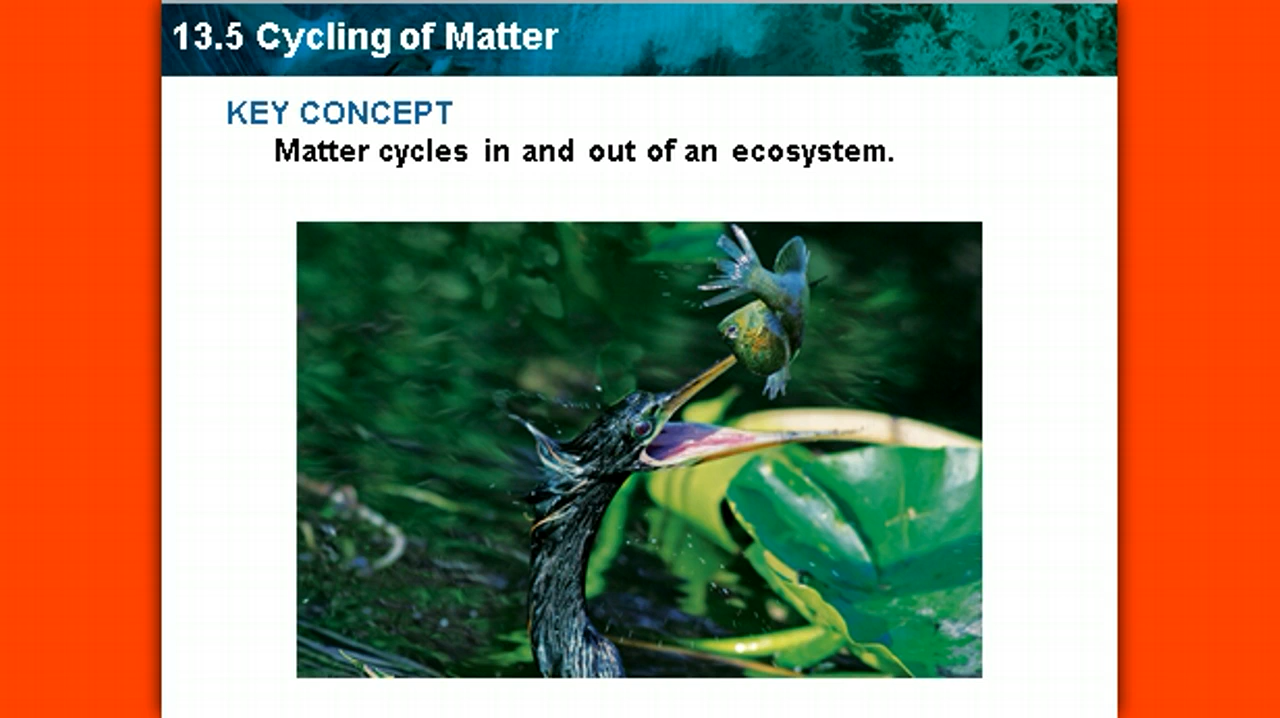 13.5 Cycling of Matter
KEY CONCEPT
Matter cycles in and out of an ecosystem.